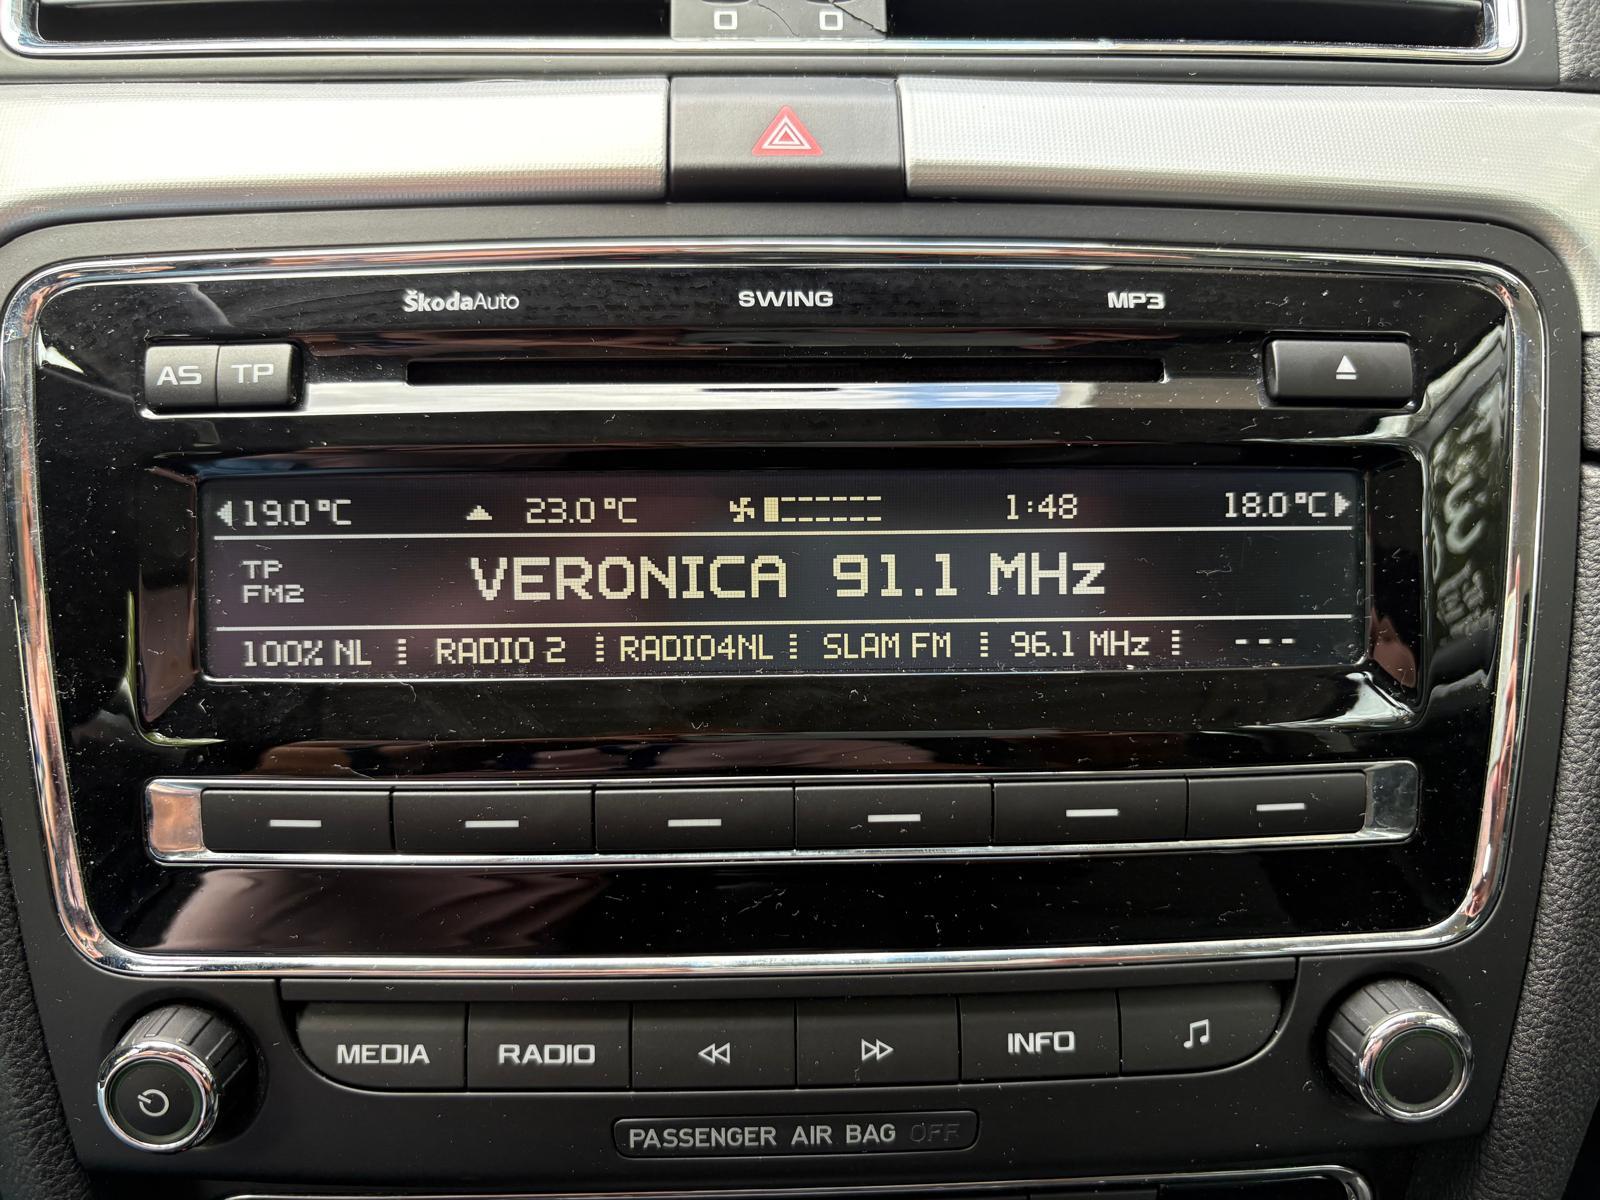 ŠkodaAuto SWING MP3
AS TP
19.0°C 23.0°C 1:48 18.0°C
TP
FM2
VERONICA 91.1 MHz
100% NL RADIO 2 RADIO4NL SLAM FM 96.1 MHz ---
MEDIA RADIO INFO
PASSENGER AIR BAG OFF